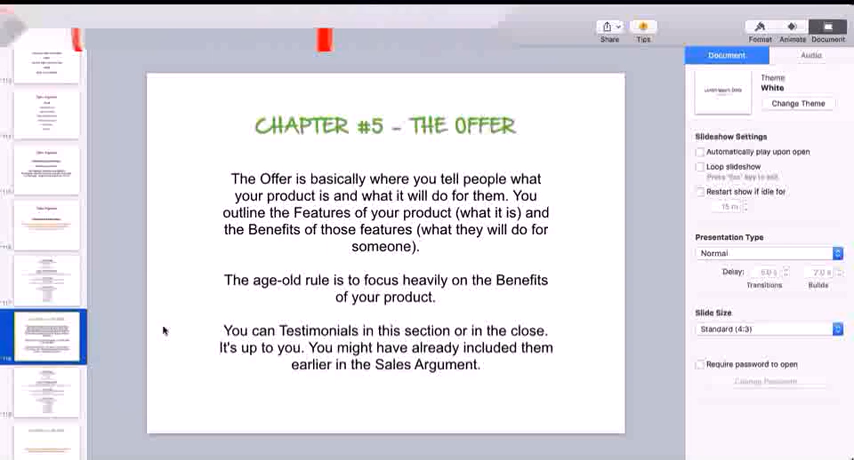 Share
Tips
Format
Animate
Document
Document
Audio
Theme
White
Change Theme
Slideshow Settings
Automatically play upon open
Loop slideshow
Restart show if idle for
15 m
Presentation Type
Normal
Delay:
Transitions
Builds
Slide Size
Standard (4:3)
Require password to open
CHAPTER #5 – THE OFFER
The Offer is basically where you tell people what
your product is and what it will do for them. You
outline the Features of your product (what it is) and
the Benefits of those features (what they will do for
someone).
The age-old rule is to focus heavily on the Benefits
of your product.
You can Testimonials in this section or in the close.
It's up to you. You might have already included them
earlier in the Sales Argument.